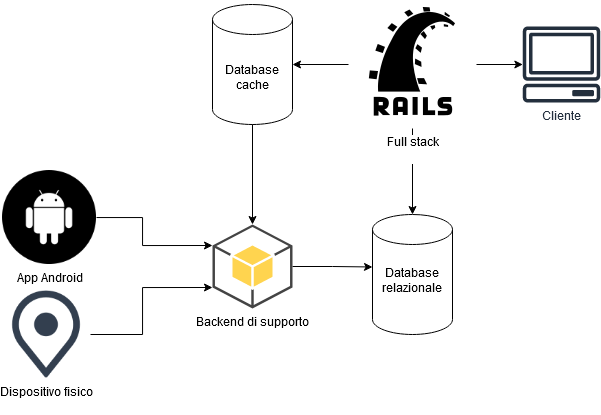 Database
cache
RAILS
Full stack
Cliente
App Android
Database
relazionale
Backend di supporto
Dispositivo fisico